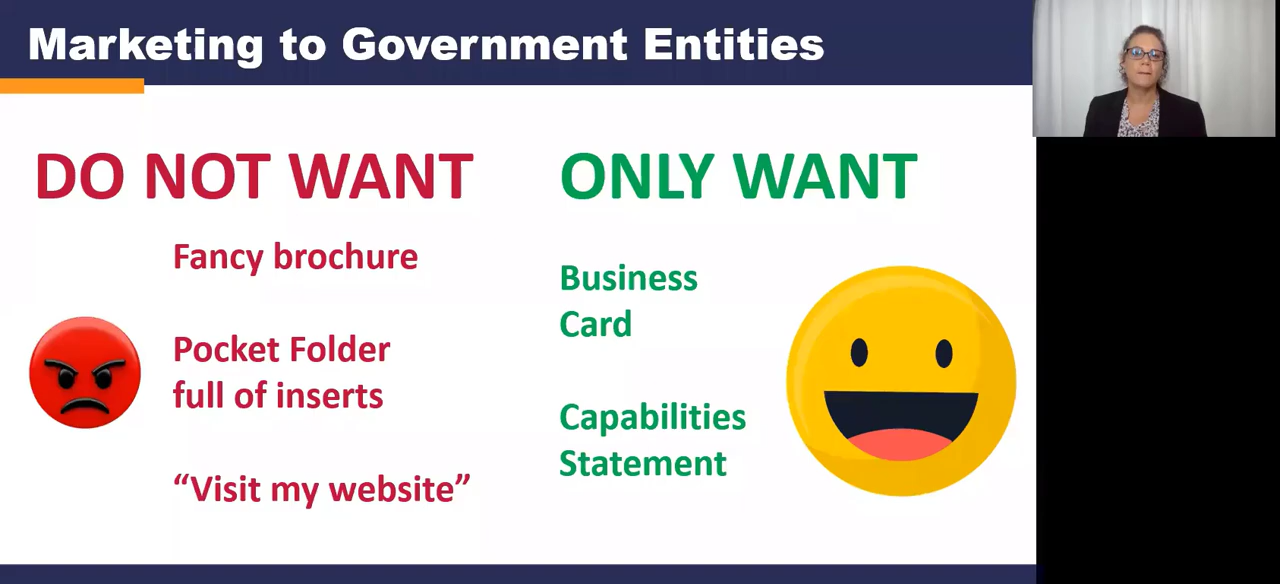 Marketing to Government Entities
DO NOT WANT
Fancy brochure
Pocket Folder
full of inserts
“Visit my website”
ONLY WANT
Business
Card
Capabilities
Statement